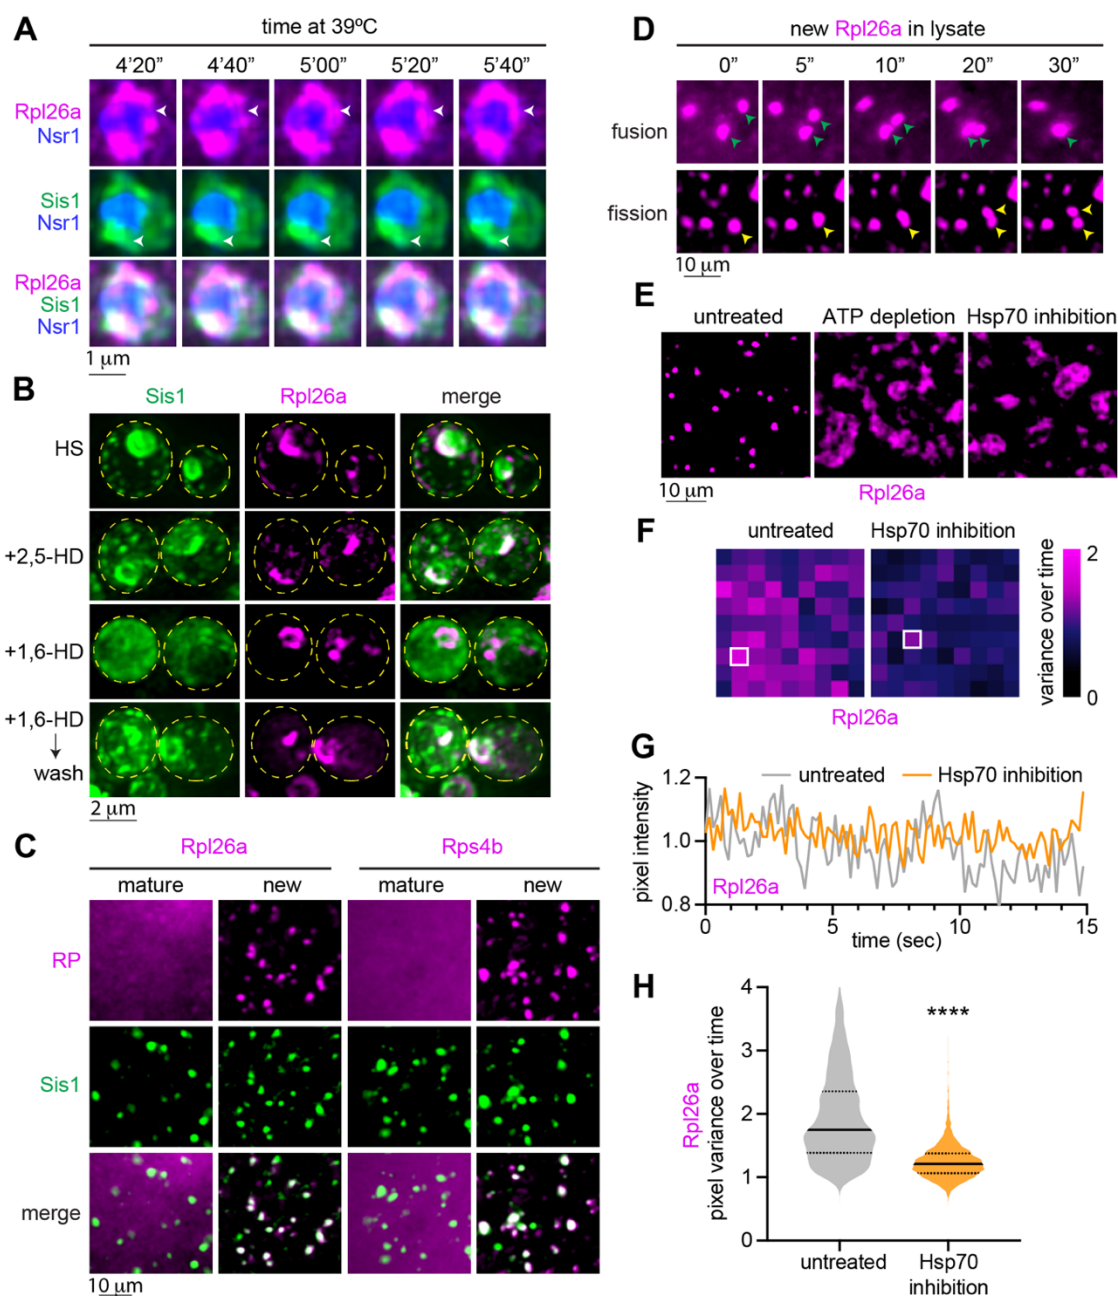 A
time at 39ºC
4'20" 4'40" 5'00" 5'20" 5'40"
Rpl26a
Nsr1
Sis1
Nsr1
Rpl26a
Sis1
Nsr1
1 µm
B
Sis1 Rpl26a merge
HS
+2,5-HD
+1,6-HD
+1,6-HD
wash
2 µm
C
Rpl26a Rps4b
mature new mature new
RP
Sis1
merge
10 µm
D
new Rpl26a in lysate
0" 5" 10" 20" 30"
fusion
fission
10 µm
E
untreated ATP depletion Hsp70 inhibition
10 µm
Rpl26a
F
untreated Hsp70 inhibition
2
variance over time
0
Rpl26a
G
untreated Hsp70 inhibition
1.2
1.0
0.8
pixel intensity
Rpl26a
0 5 10 15
time (sec)
H
4
3
2
1
0
Rpl26a
pixel variance over time
****
untreated Hsp70
inhibition